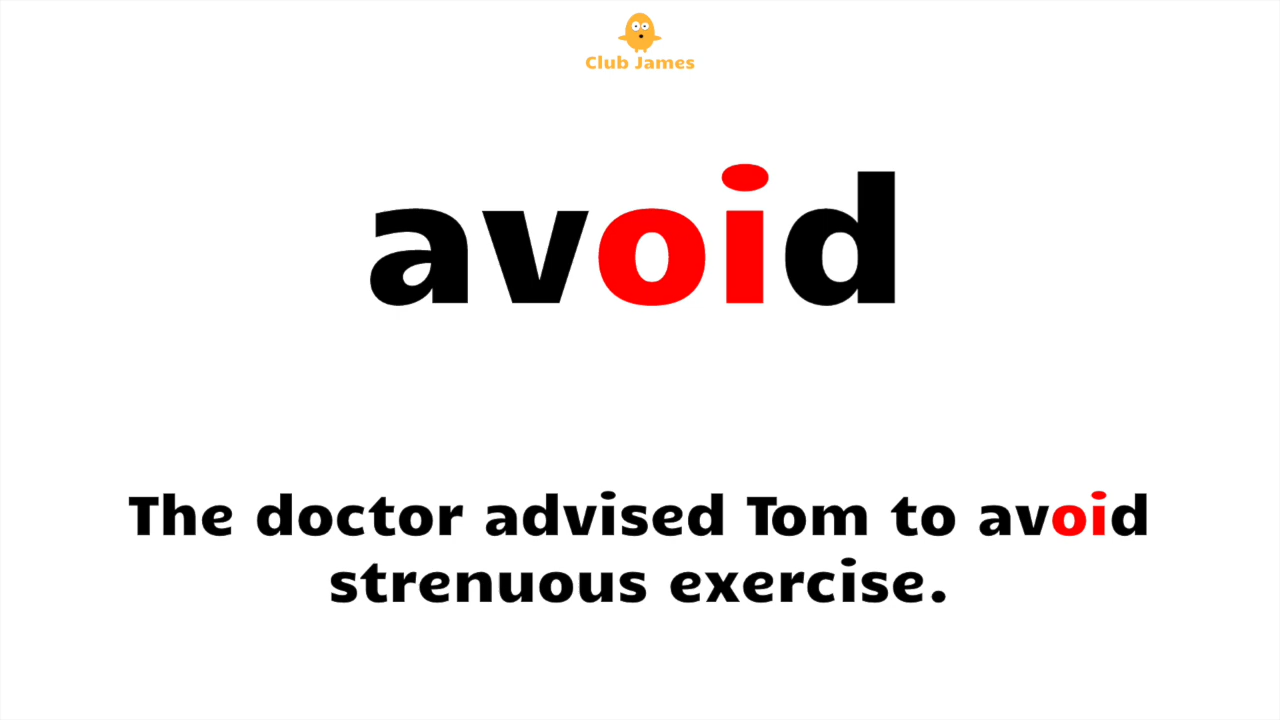 Club James
avoid
The doctor advised Tom to avoid
strenuous exercise.